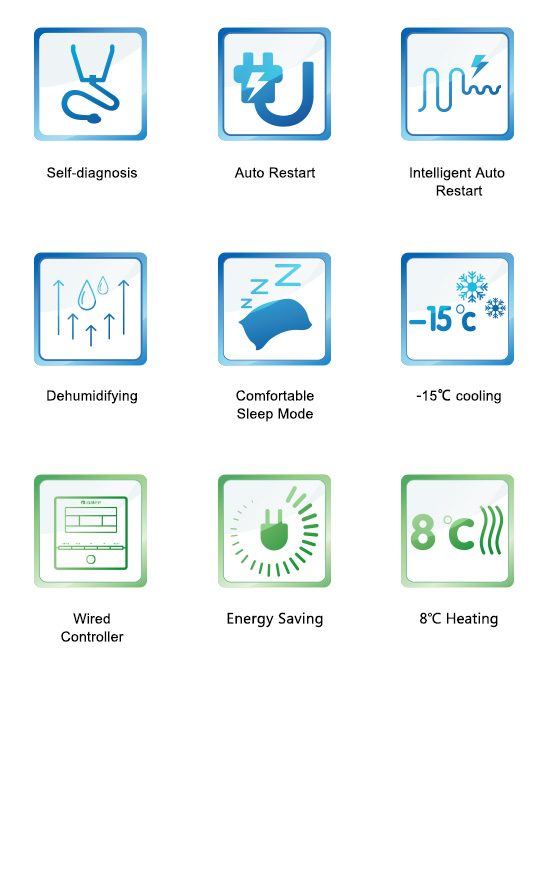 Self-diagnosis
Auto Restart
Intelligent Auto
Restart
Z Z Z
-15°c
Dehumidifying
Comfortable
Sleep Mode
-15℃ cooling
8°c
Wired
Controller
Energy Saving
8℃ Heating